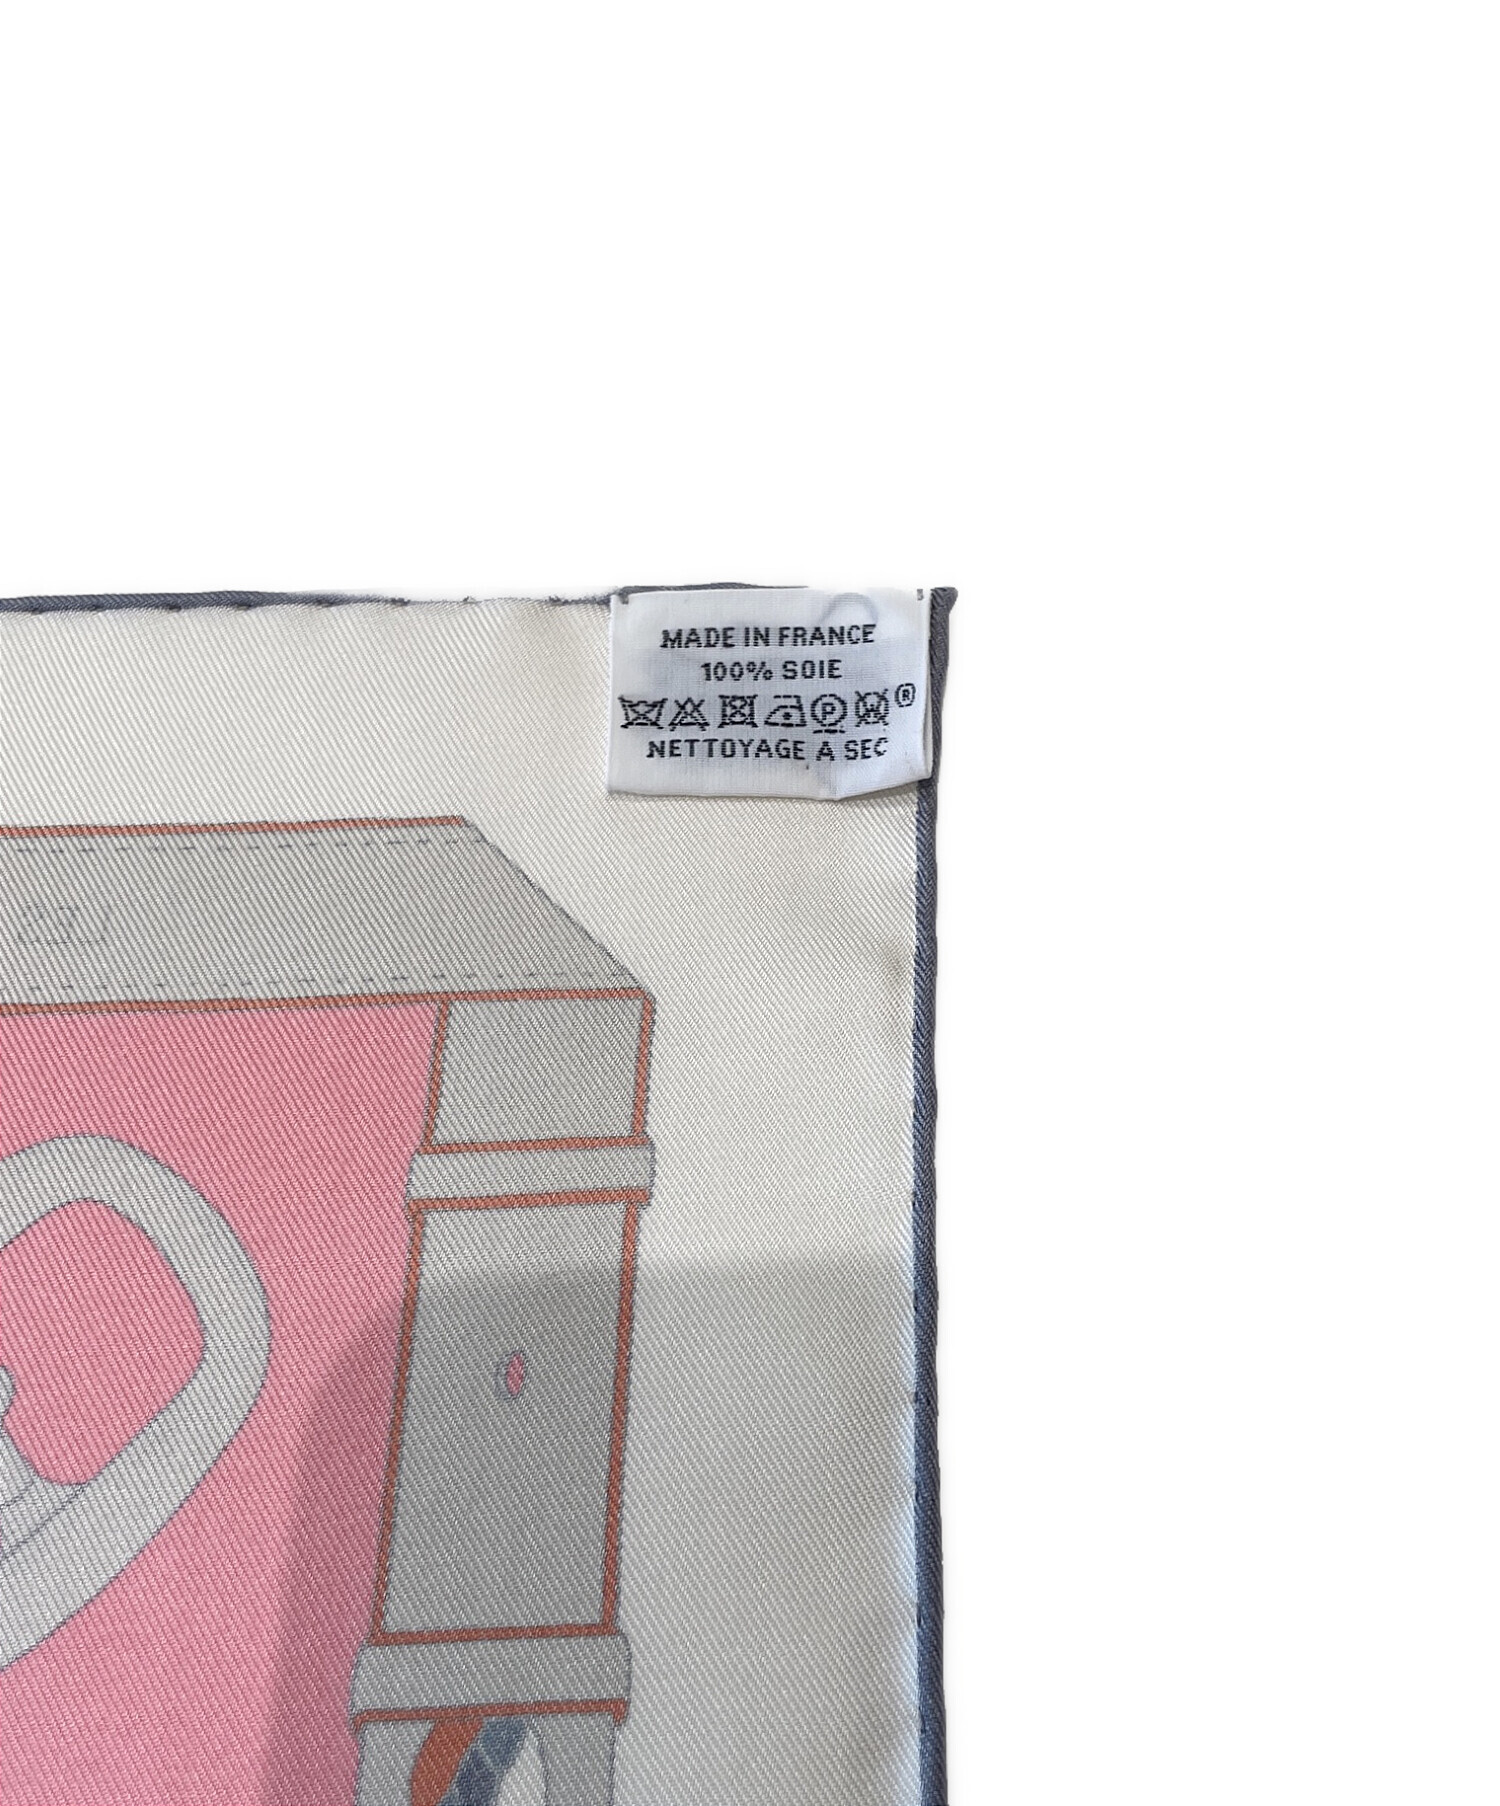 MADE IN FRANCE
100% SOIE
P W ®
NETTOYAGE A SEC